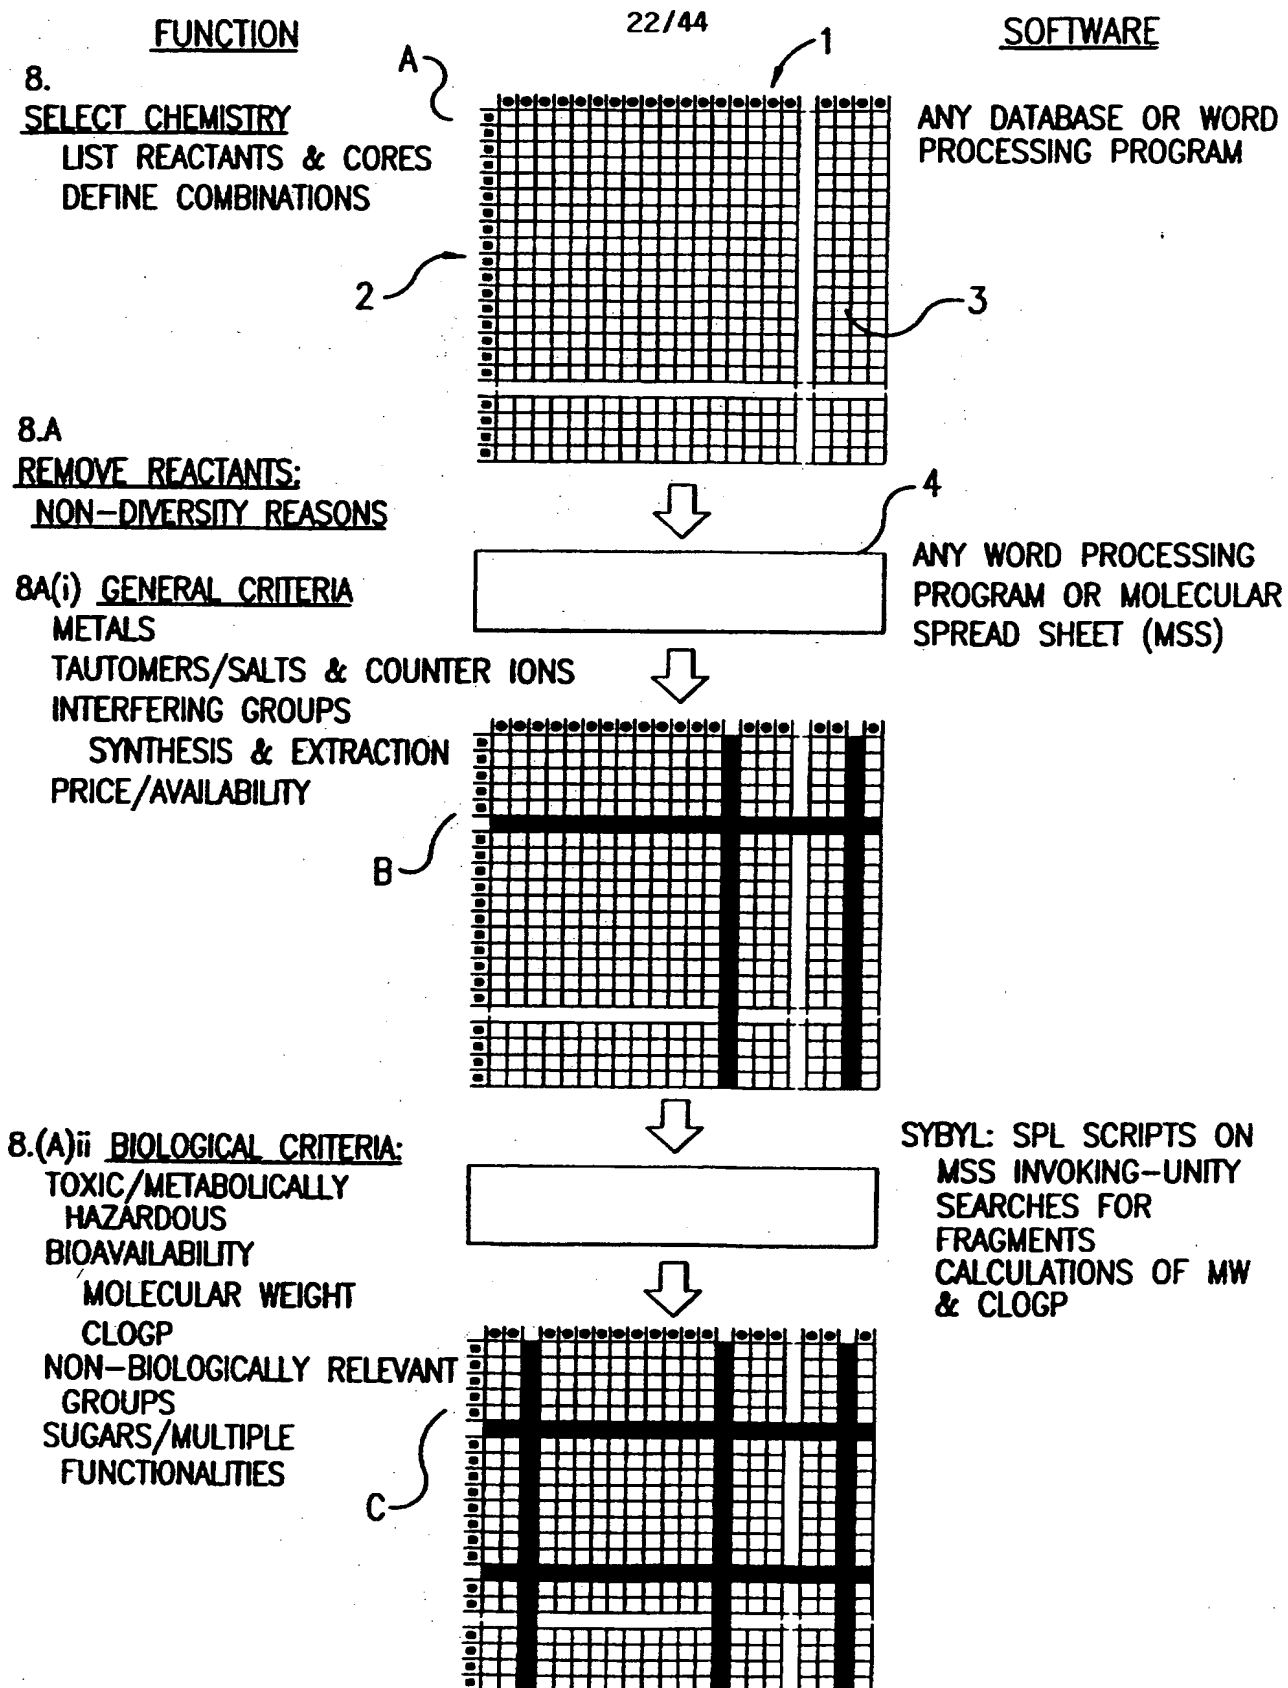 22/44
FUNCTION
SOFTWARE
1
A
8.
SELECT CHEMISTRY
LIST REACTANTS & CORES
DEFINE COMBINATIONS
ANY DATABASE OR WORD
PROCESSING PROGRAM
2
3
8.A
REMOVE REACTANTS:
NON-DIVERSITY REASONS
4
8A(i) GENERAL CRITERIA
METALS
TAUTOMERS/SALTS & COUNTER IONS
INTERFERING GROUPS
SYNTHESIS & EXTRACTION
PRICE/AVAILABILITY
ANY WORD PROCESSING
PROGRAM OR MOLECULAR
SPREAD SHEET (MSS)
B
8.(A)ii BIOLOGICAL CRITERIA:
TOXIC/METABOLICALLY
HAZARDOUS
BIOAVAILABILITY
MOLECULAR WEIGHT
CLOGP
NON-BIOLOGICALLY RELEVANT
GROUPS
SUGARS/MULTIPLE
FUNCTIONALITIES
SYBYL: SPL SCRIPTS ON
MSS INVOKING-UNITY
SEARCHES FOR
FRAGMENTS
CALCULATIONS OF MW
& CLOGP
C